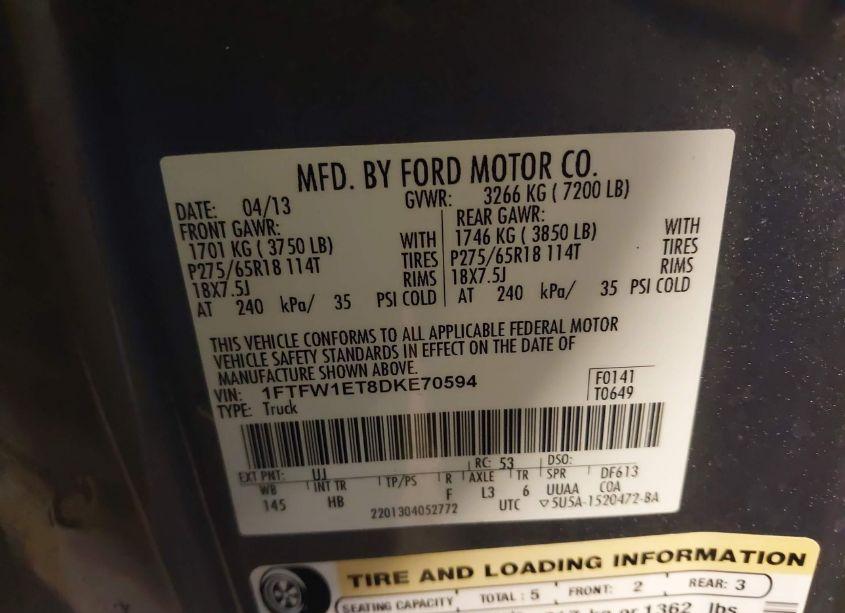 MFD. BY FORD MOTOR CO.
DATE: 04/13 GVWR: 3266 KG ( 7200 LB)
FRONT GAWR: REAR GAWR:
1701 KG ( 3750 LB) WITH 1746 KG ( 3850 LB) WITH
P275/65R18 114T TIRES P275/65R18 114T TIRES
18X7.5J RIMS 18X7.5J RIMS
AT 240 kPa/ 35 PSI COLD AT 240 kPa/ 35 PSI COLD
THIS VEHICLE CONFORMS TO ALL APPLICABLE FEDERAL MOTOR
VEHICLE SAFETY STANDARDS IN EFFECT ON THE DATE OF
MANUFACTURE SHOWN ABOVE.
VIN: 1FTFW1ET8DKE70594 F0141
TYPE: Truck T0649
EXT PNT: UJ RC: 53 DSO:
WB INT TR TP/PS R AXLE TR SPR DF613
145 HB F L3 6 UUAA COA
2201304052772 UTC ▽5U5A-1520472-BA
TIRE AND LOADING INFORMATION
SEATING CAPACITY TOTAL : 5 FRONT: 2 REAR: 3
kg or 1362 lbs